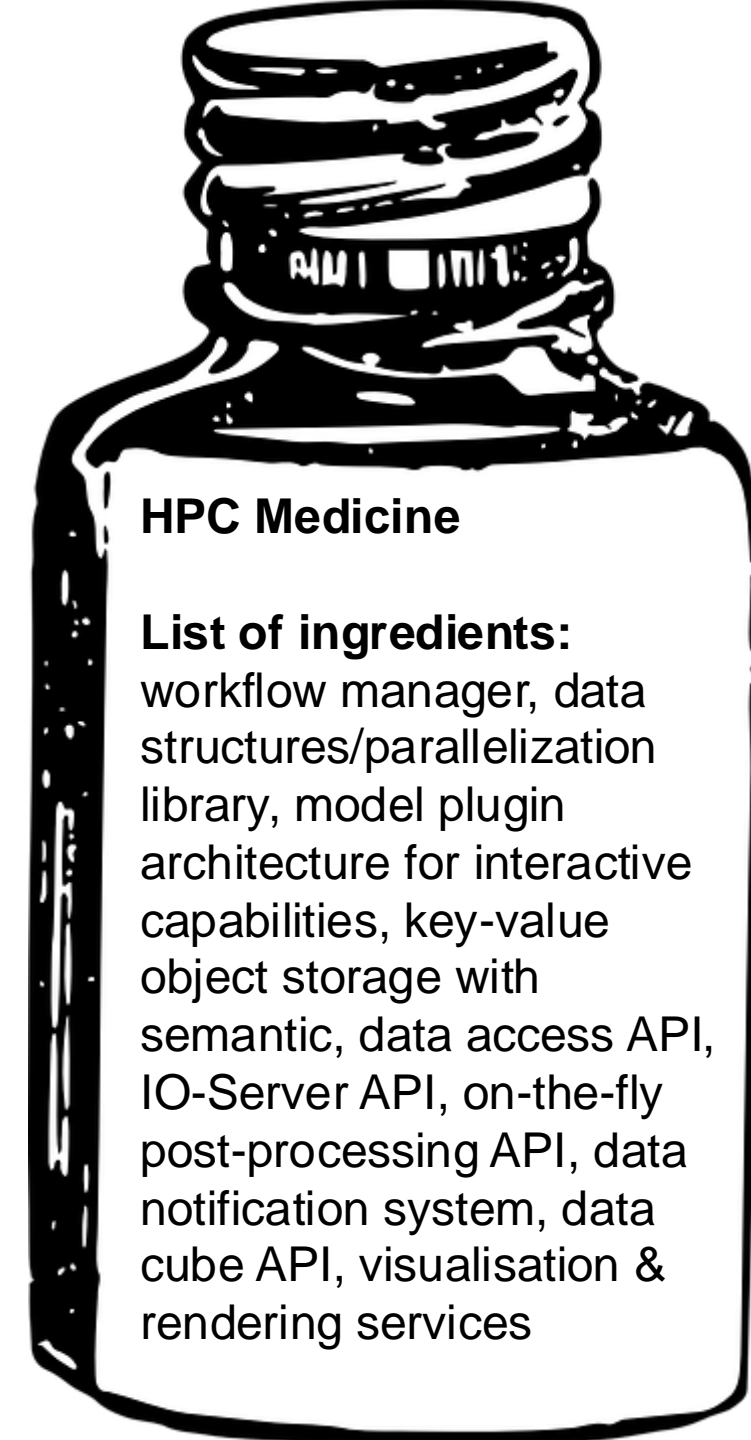 HPC Medicine
List of ingredients:
workflow manager, data
structures/parallelization
library, model plugin
architecture for interactive
capabilities, key-value
object storage with
semantic, data access API,
IO-Server API, on-the-fly
post-processing API, data
notification system, data
cube API, visualisation &
rendering services